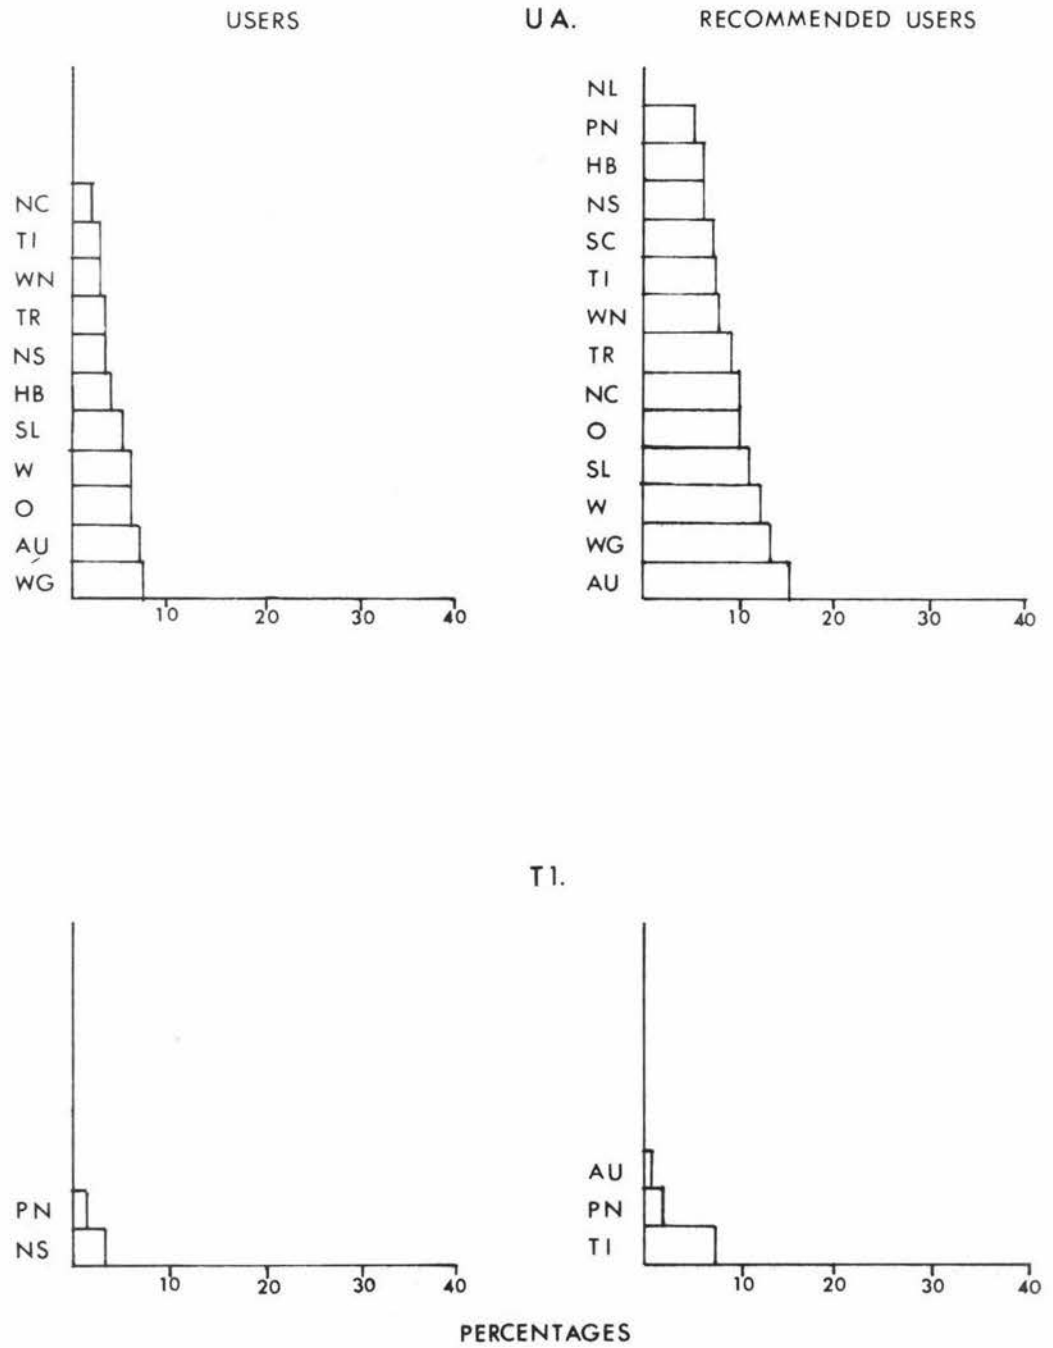 USERS
U A.
RECOMMENDED USERS
NC
TI
WN
TR
NS
HB
SL
W
O
AU
WG
10 20 30 40
NL
PN
HB
NS
SC
TI
WN
TR
NC
O
SL
W
WG
AU
10 20 30 40
T1.
PN
NS
10 20 30 40
AU
PN
TI
10 20 30 40
PERCENTAGES